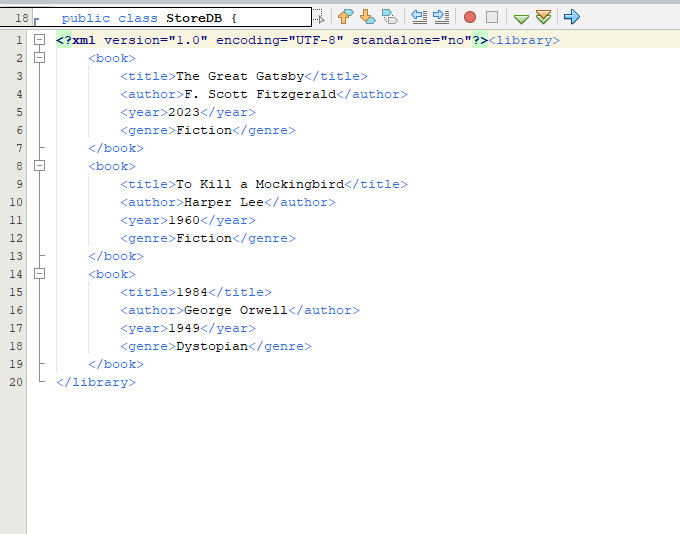 18 public class StoreDB {
1 <?xml version="1.0" encoding="UTF-8" standalone="no"?><library>
2     <book>
3         <title>The Great Gatsby</title>
4         <author>F. Scott Fitzgerald</author>
5         <year>2023</year>
6         <genre>Fiction</genre>
7     </book>
8     <book>
9         <title>To Kill a Mockingbird</title>
10         <author>Harper Lee</author>
11         <year>1960</year>
12         <genre>Fiction</genre>
13     </book>
14     <book>
15         <title>1984</title>
16         <author>George Orwell</author>
17         <year>1949</year>
18         <genre>Dystopian</genre>
19     </book>
20 </library>